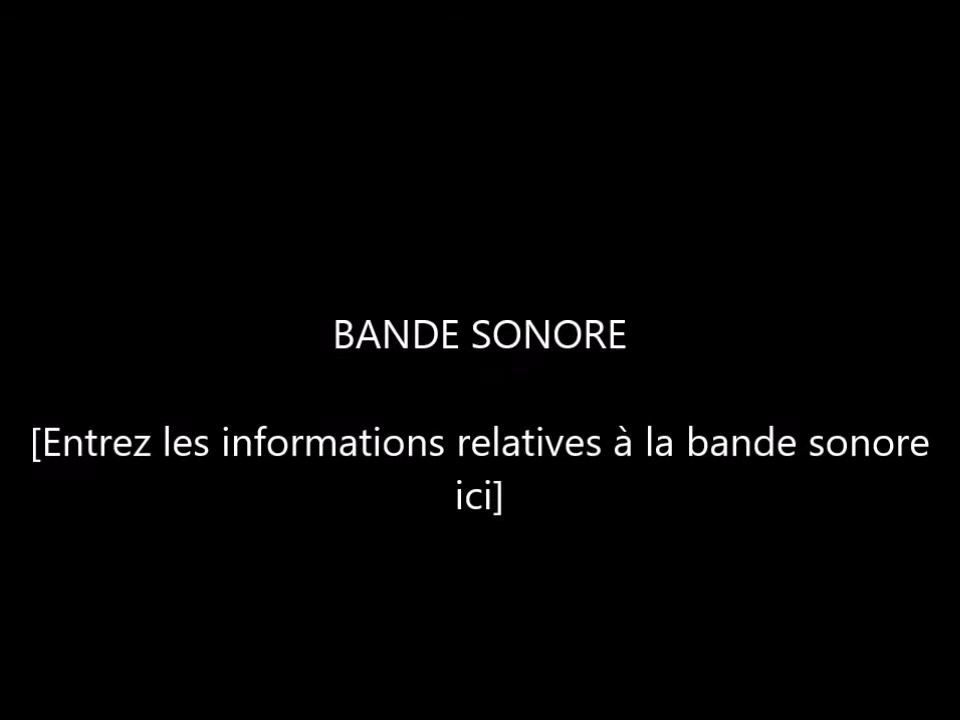 BANDE SONORE
[Entrez les informations relatives à la bande sonore
ici]